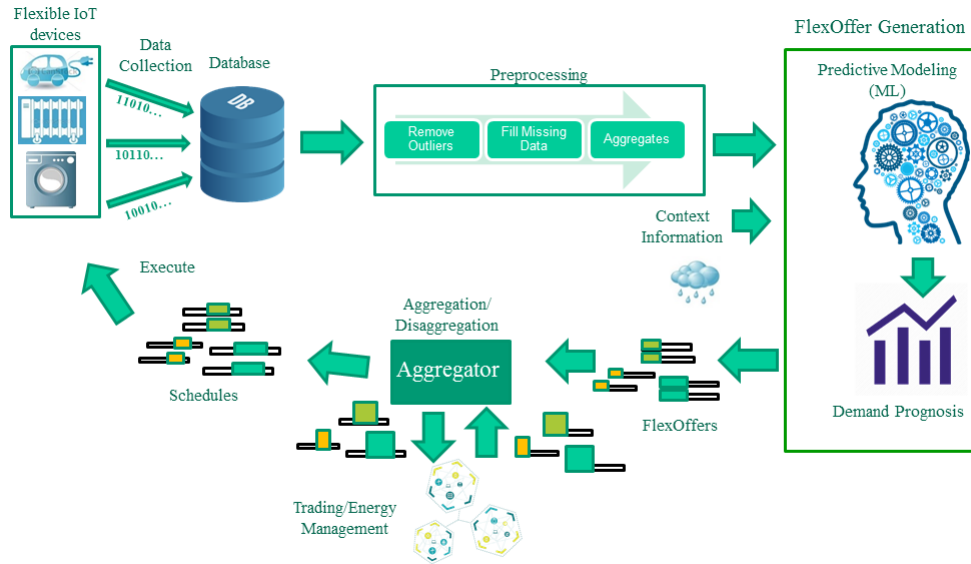 Flexible IoT
devices
Data
Collection
Database
11010...
10110...
10010...
DB
Preprocessing
Remove
Outliers
Fill Missing
Data
Aggregates
FlexOffer Generation
Predictive Modeling
(ML)
Context
Information
Demand Prognosis
FlexOffers
Aggregation/
Disaggregation
Aggregator
Trading/Energy
Management
Schedules
Execute